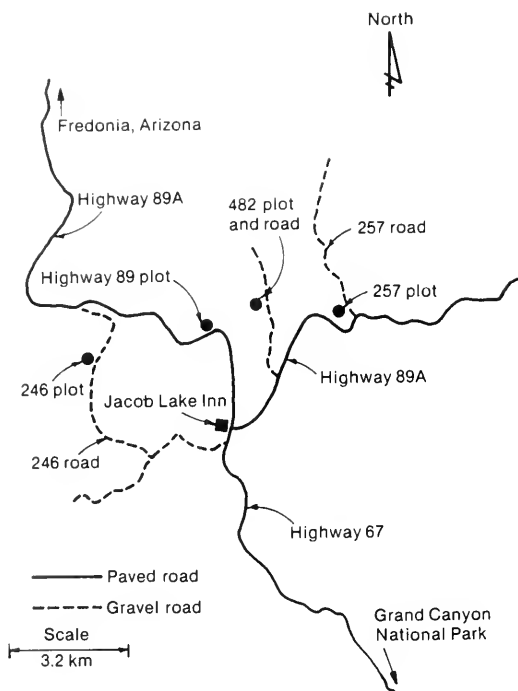 North
Fredonia, Arizona
Highway 89A
482 plot
and road
257 road
Highway 89 plot
257 plot
246 plot
Highway 89A
Jacob Lake Inn
246 road
Highway 67
Paved road
Gravel road
Scale
3.2 km
Grand Canyon
National Park